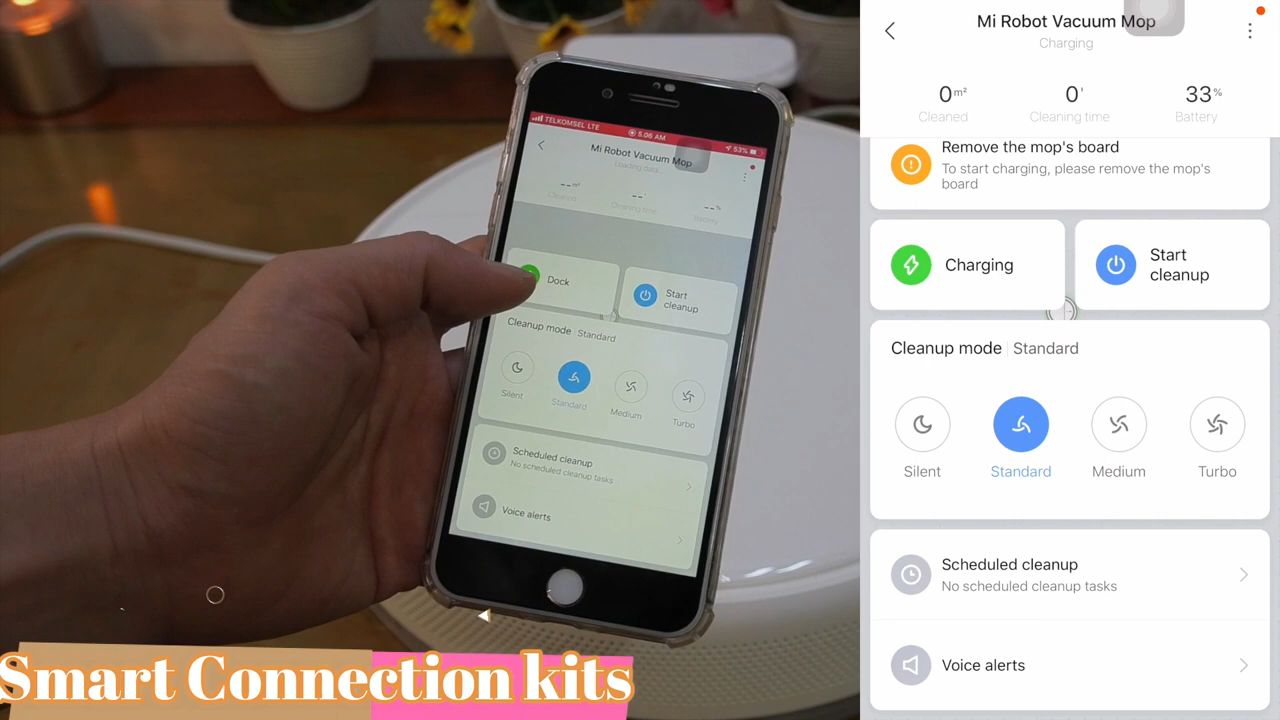 TELKOMSEL LTE
5.06 AM
53%
Mi Robot Vacuum Mop
Loading data
--m²
--'
--%
Cleaned
Cleaning time
Battery
Dock
Start
cleanup
Cleanup mode Standard
Silent
Standard
Medium
Turbo
Scheduled cleanup
No scheduled cleanup tasks
Voice alerts
Smart Connection kits
Mi Robot Vacuum Mop
Charging
0 m²
0 '
33 %
Cleaned
Cleaning time
Battery
Remove the mop's board
To start charging, please remove the mop's
board
Charging
Start
cleanup
Cleanup mode | Standard
Silent
Standard
Medium
Turbo
Scheduled cleanup
No scheduled cleanup tasks
Voice alerts